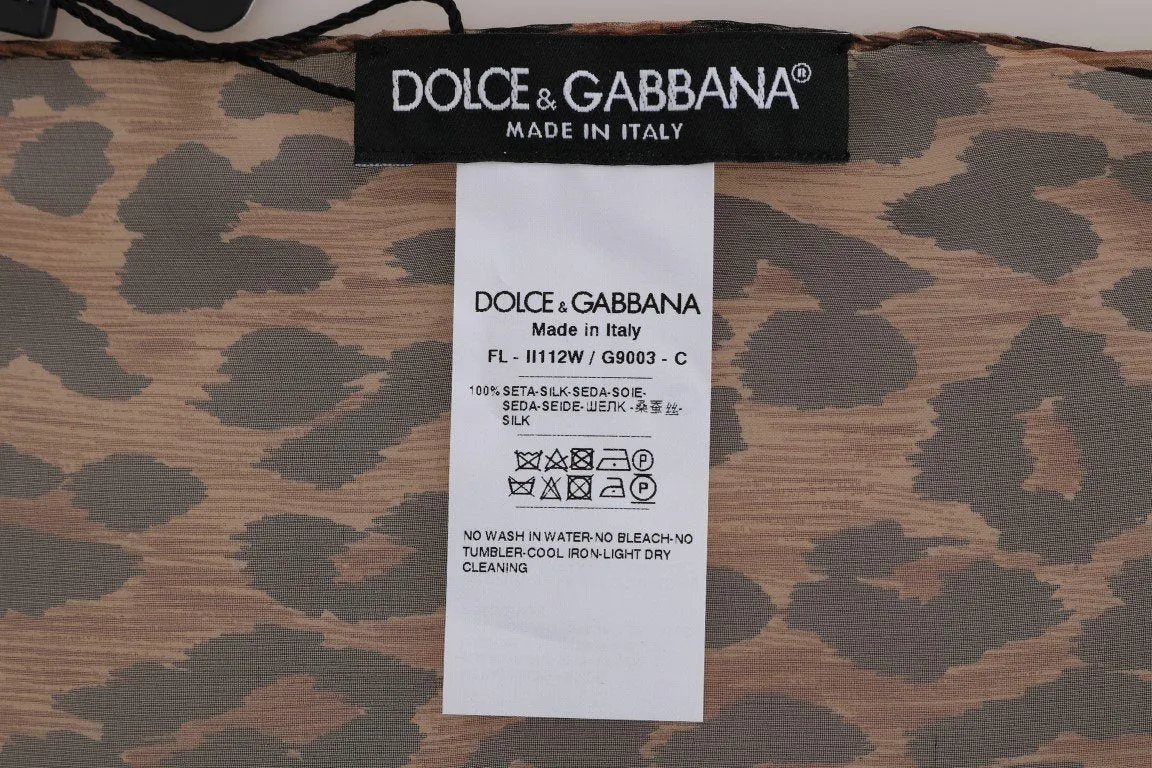 DOLCE & GABBANA®
MADE IN ITALY
DOLCE & GABBANA
Made in Italy
FL - II112W / G9003 - C
100% SETA-SILK-SEDA-SOIE-
SEDA-SEIDE-ШЕЛК -桑蚕丝-
SILK
P
P
NO WASH IN WATER-NO BLEACH-NO
TUMBLER-COOL IRON-LIGHT DRY
CLEANING